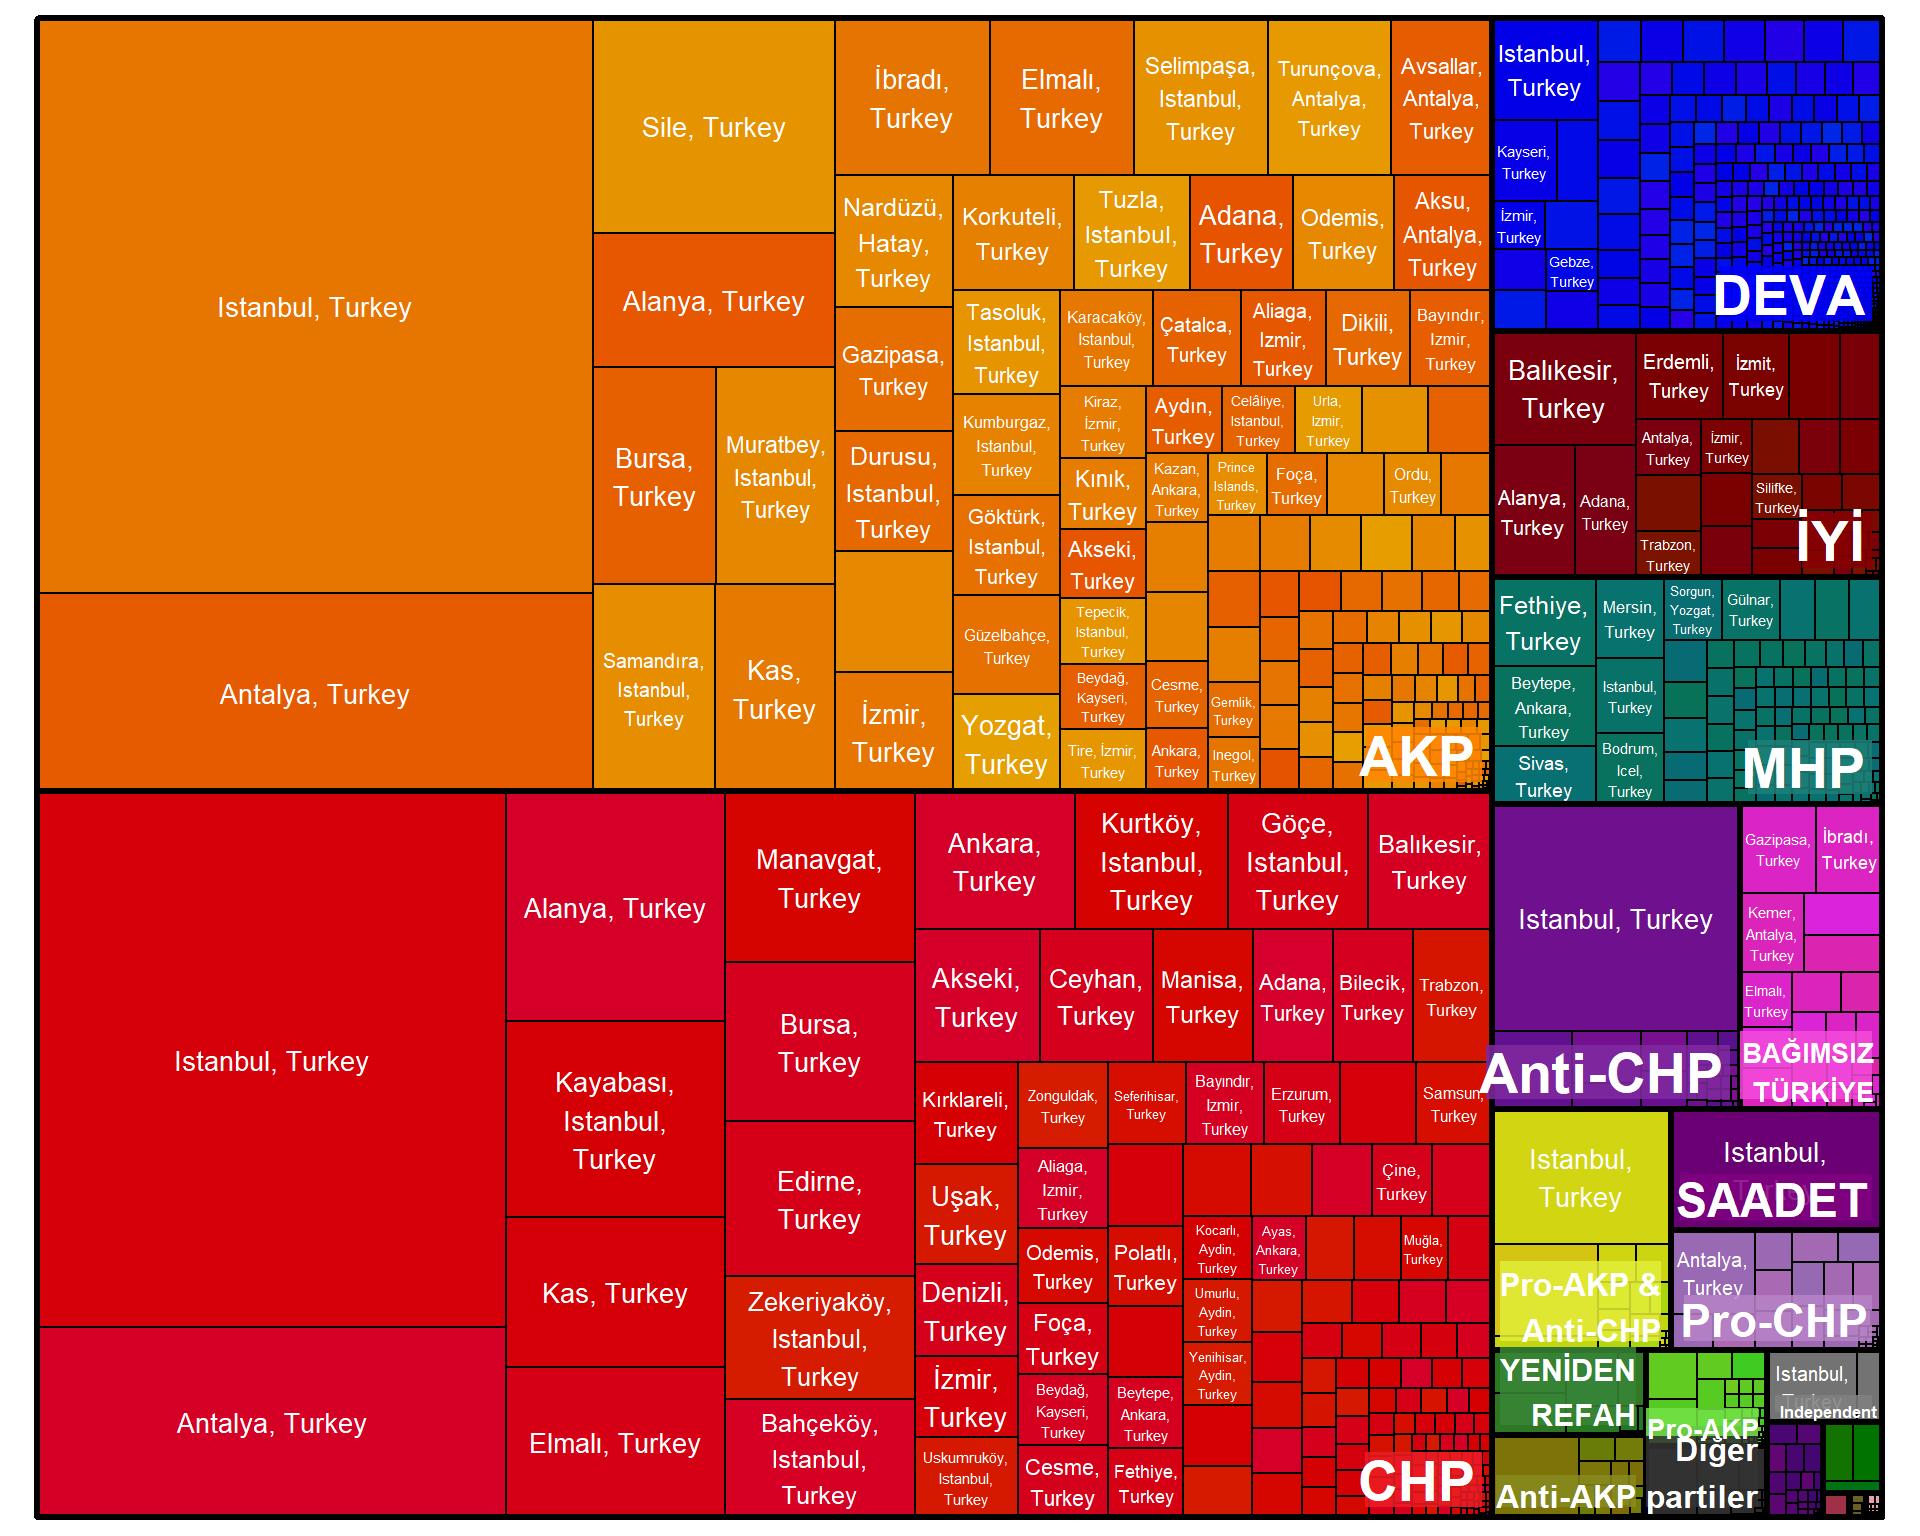 Istanbul, Turkey
Antalya, Turkey
Sile, Turkey
Alanya, Turkey
Bursa,
Turkey
Muratbey,
Istanbul,
Turkey
Samandıra,
Istanbul,
Turkey
Kas,
Turkey
İbradı,
Turkey
Elmalı,
Turkey
Selimpaşa,
Istanbul,
Turkey
Turunçova,
Antalya,
Turkey
Avsallar,
Antalya,
Turkey
Nardüzü,
Hatay,
Turkey
Gazipasa,
Turkey
Durusu,
Istanbul,
Turkey
İzmir,
Turkey
Korkuteli,
Turkey
Tuzla,
Istanbul,
Turkey
Adana,
Turkey
Odemis,
Turkey
Aksu,
Antalya,
Turkey
Tasoluk,
Istanbul,
Turkey
Kumburgaz,
Istanbul,
Turkey
Göktürk,
Istanbul,
Turkey
Güzelbahçe,
Turkey
Yozgat,
Turkey
Karacaköy,
Istanbul,
Turkey
Çatalca,
Turkey
Aliaga,
Izmir,
Turkey
Dikili,
Turkey
Bayındır,
Izmir,
Turkey
Kiraz,
İzmir,
Turkey
Kınık,
Turkey
Akseki,
Turkey
Tepecik,
Istanbul,
Turkey
Beydağ,
Kayseri,
Turkey
Tire, İzmir,
Turkey
Aydın,
Turkey
Celâliye,
Istanbul,
Turkey
Urla,
Izmir,
Turkey
Kazan,
Ankara,
Turkey
Prince
Islands,
Turkey
Foça,
Turkey
Ordu,
Turkey
Cesme,
Turkey
Ankara,
Turkey
Gemlik,
Turkey
Inegol,
Turkey
AKP
Istanbul, Turkey
Antalya, Turkey
Alanya, Turkey
Kayabası,
Istanbul,
Turkey
Kas, Turkey
Elmalı, Turkey
Manavgat,
Turkey
Bursa,
Turkey
Edirne,
Turkey
Zekeriyaköy,
Istanbul,
Turkey
Bahçeköy,
Istanbul,
Turkey
Ankara,
Turkey
Kurtköy,
Istanbul,
Turkey
Göçe,
Istanbul,
Turkey
Balıkesir,
Turkey
Akseki,
Turkey
Ceyhan,
Turkey
Manisa,
Turkey
Adana,
Turkey
Bilecik,
Turkey
Trabzon,
Turkey
Kırklareli,
Turkey
Uşak,
Turkey
Denizli,
Turkey
İzmir,
Turkey
Uskumruköy,
Istanbul,
Turkey
Zonguldak,
Turkey
Aliaga,
Izmir,
Turkey
Odemis,
Turkey
Foça,
Turkey
Beydağ,
Kayseri,
Turkey
Cesme,
Turkey
Seferihisar,
Turkey
Bayındır,
Izmir,
Turkey
Erzurum,
Turkey
Samsun,
Turkey
Polatlı,
Turkey
Beytepe,
Ankara,
Turkey
Fethiye,
Turkey
Çine,
Turkey
Kocarlı,
Aydin,
Turkey
Umurlu,
Aydin,
Turkey
Yenihisar,
Aydin,
Turkey
Ayas,
Ankara,
Turkey
Muğla,
Turkey
CHP
Istanbul,
Turkey
Kayseri,
Turkey
İzmir,
Turkey
Gebze,
Turkey
DEVA
Balıkesir,
Turkey
Alanya,
Turkey
Adana,
Turkey
Erdemli,
Turkey
İzmit,
Turkey
Antalya,
Turkey
İzmir,
Turkey
Silifke,
Turkey
Trabzon,
Turkey
İYİ
Fethiye,
Turkey
Beytepe,
Ankara,
Turkey
Sivas,
Turkey
Mersin,
Turkey
Istanbul,
Turkey
Bodrum,
Icel,
Turkey
Sorgun,
Yozgat,
Turkey
Gülnar,
Turkey
MHP
Istanbul, Turkey
Anti-CHP
Gazipasa,
Turkey
İbradı,
Turkey
Kemer,
Antalya,
Turkey
Elmalı,
Turkey
BAĞIMSIZ
TÜRKİYE
Istanbul,
Turkey
Pro-AKP &
Anti-CHP
Istanbul,
Turkey
SAADET
Antalya,
Turkey
Pro-CHP
YENİDEN
REFAH
Pro-AKP
Istanbul,
Turkey
Independent
Anti-AKP
Diğer
partiler